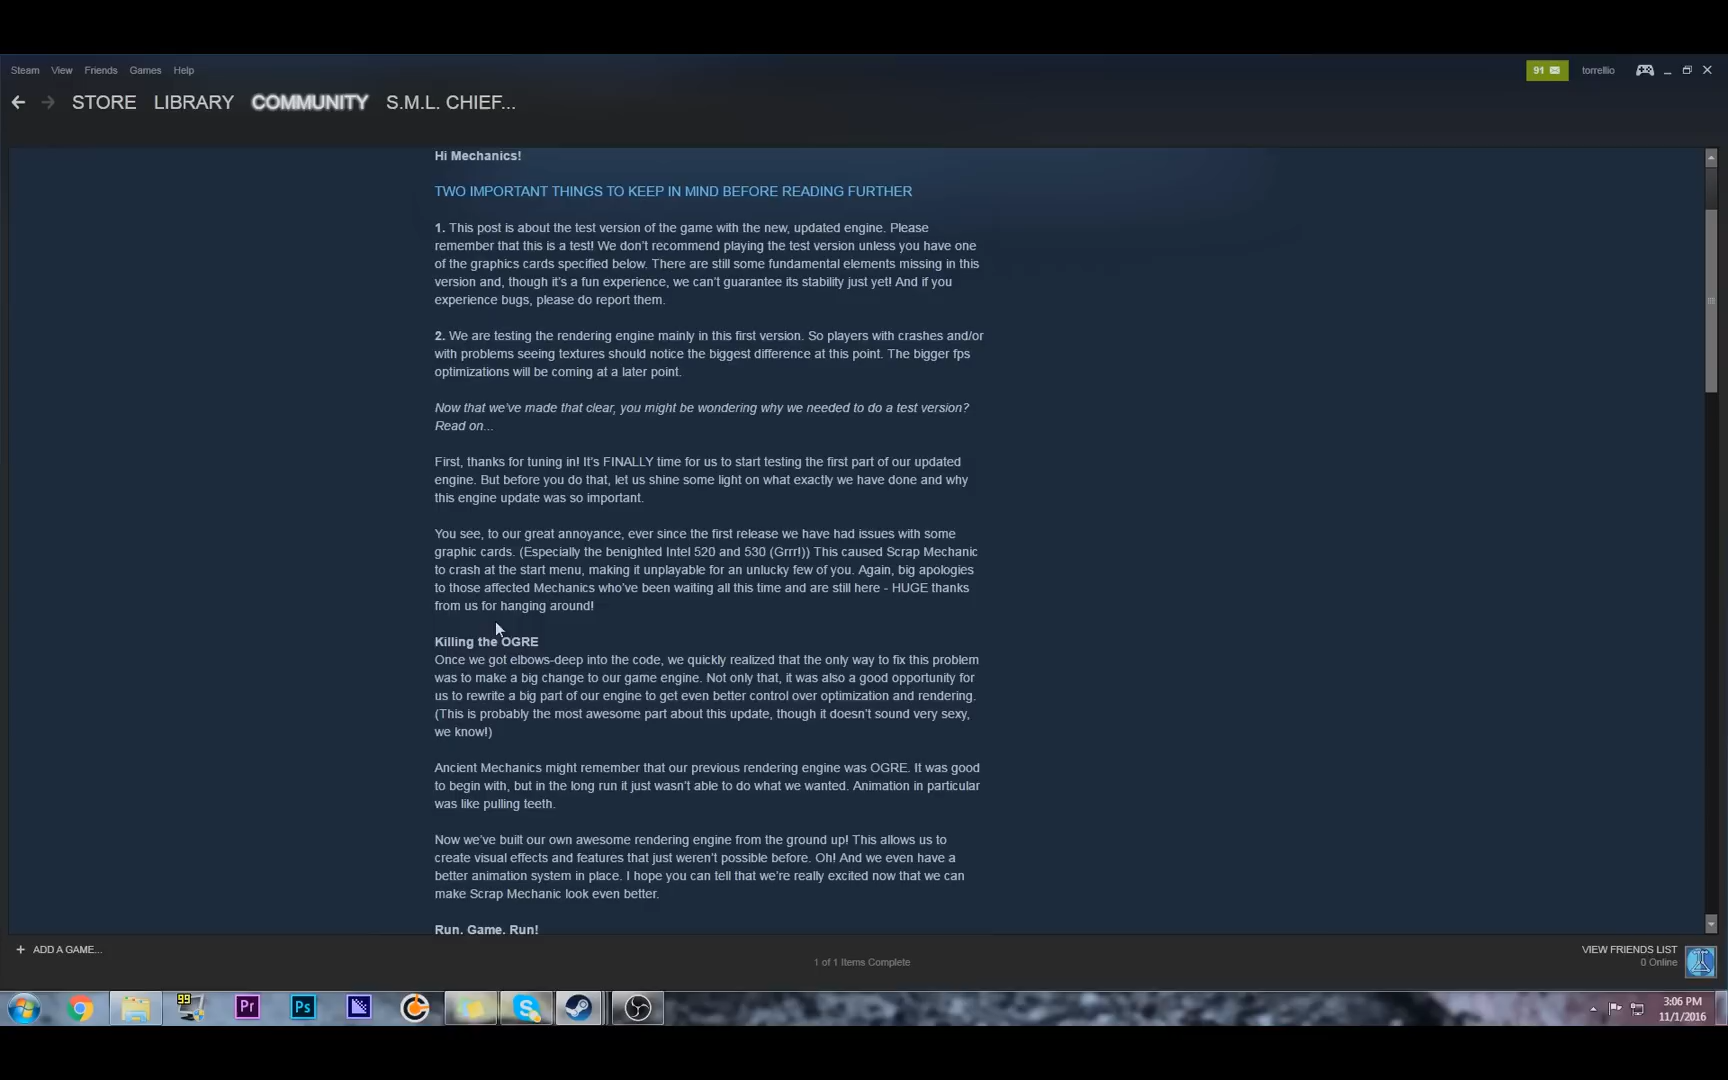 Steam View Friends Games Help
91
torrellio
STORE LIBRARY COMMUNITY S.M.L. CHIEF...
Hi Mechanics!
TWO IMPORTANT THINGS TO KEEP IN MIND BEFORE READING FURTHER
1. This post is about the test version of the game with the new, updated engine. Please
remember that this is a test! We don't recommend playing the test version unless you have one
of the graphics cards specified below. There are still some fundamental elements missing in this
version and, though it's a fun experience, we can't guarantee its stability just yet! And if you
experience bugs, please do report them.
2. We are testing the rendering engine mainly in this first version. So players with crashes and/or
with problems seeing textures should notice the biggest difference at this point. The bigger fps
optimizations will be coming at a later point.
Now that we've made that clear, you might be wondering why we needed to do a test version?
Read on...
First, thanks for tuning in! It's FINALLY time for us to start testing the first part of our updated
engine. But before you do that, let us shine some light on what exactly we have done and why
this engine update was so important.
You see, to our great annoyance, ever since the first release we have had issues with some
graphic cards. (Especially the benighted Intel 520 and 530 (Grrr!)) This caused Scrap Mechanic
to crash at the start menu, making it unplayable for an unlucky few of you. Again, big apologies
to those affected Mechanics who've been waiting all this time and are still here - HUGE thanks
from us for hanging around!
Killing the OGRE
Once we got elbows-deep into the code, we quickly realized that the only way to fix this problem
was to make a big change to our game engine. Not only that, it was also a good opportunity for
us to rewrite a big part of our engine to get even better control over optimization and rendering.
(This is probably the most awesome part about this update, though it doesn't sound very sexy,
we know!)
Ancient Mechanics might remember that our previous rendering engine was OGRE. It was good
to begin with, but in the long run it just wasn't able to do what we wanted. Animation in particular
was like pulling teeth.
Now we've built our own awesome rendering engine from the ground up! This allows us to
create visual effects and features that just weren't possible before. Oh! And we even have a
better animation system in place. I hope you can tell that we're really excited now that we can
make Scrap Mechanic look even better.
Run, Game, Run!
+ ADD A GAME...
1 of 1 Items Complete
VIEW FRIENDS LIST
0 Online
99
Pr
Ps
3:06 PM
11/1/2016